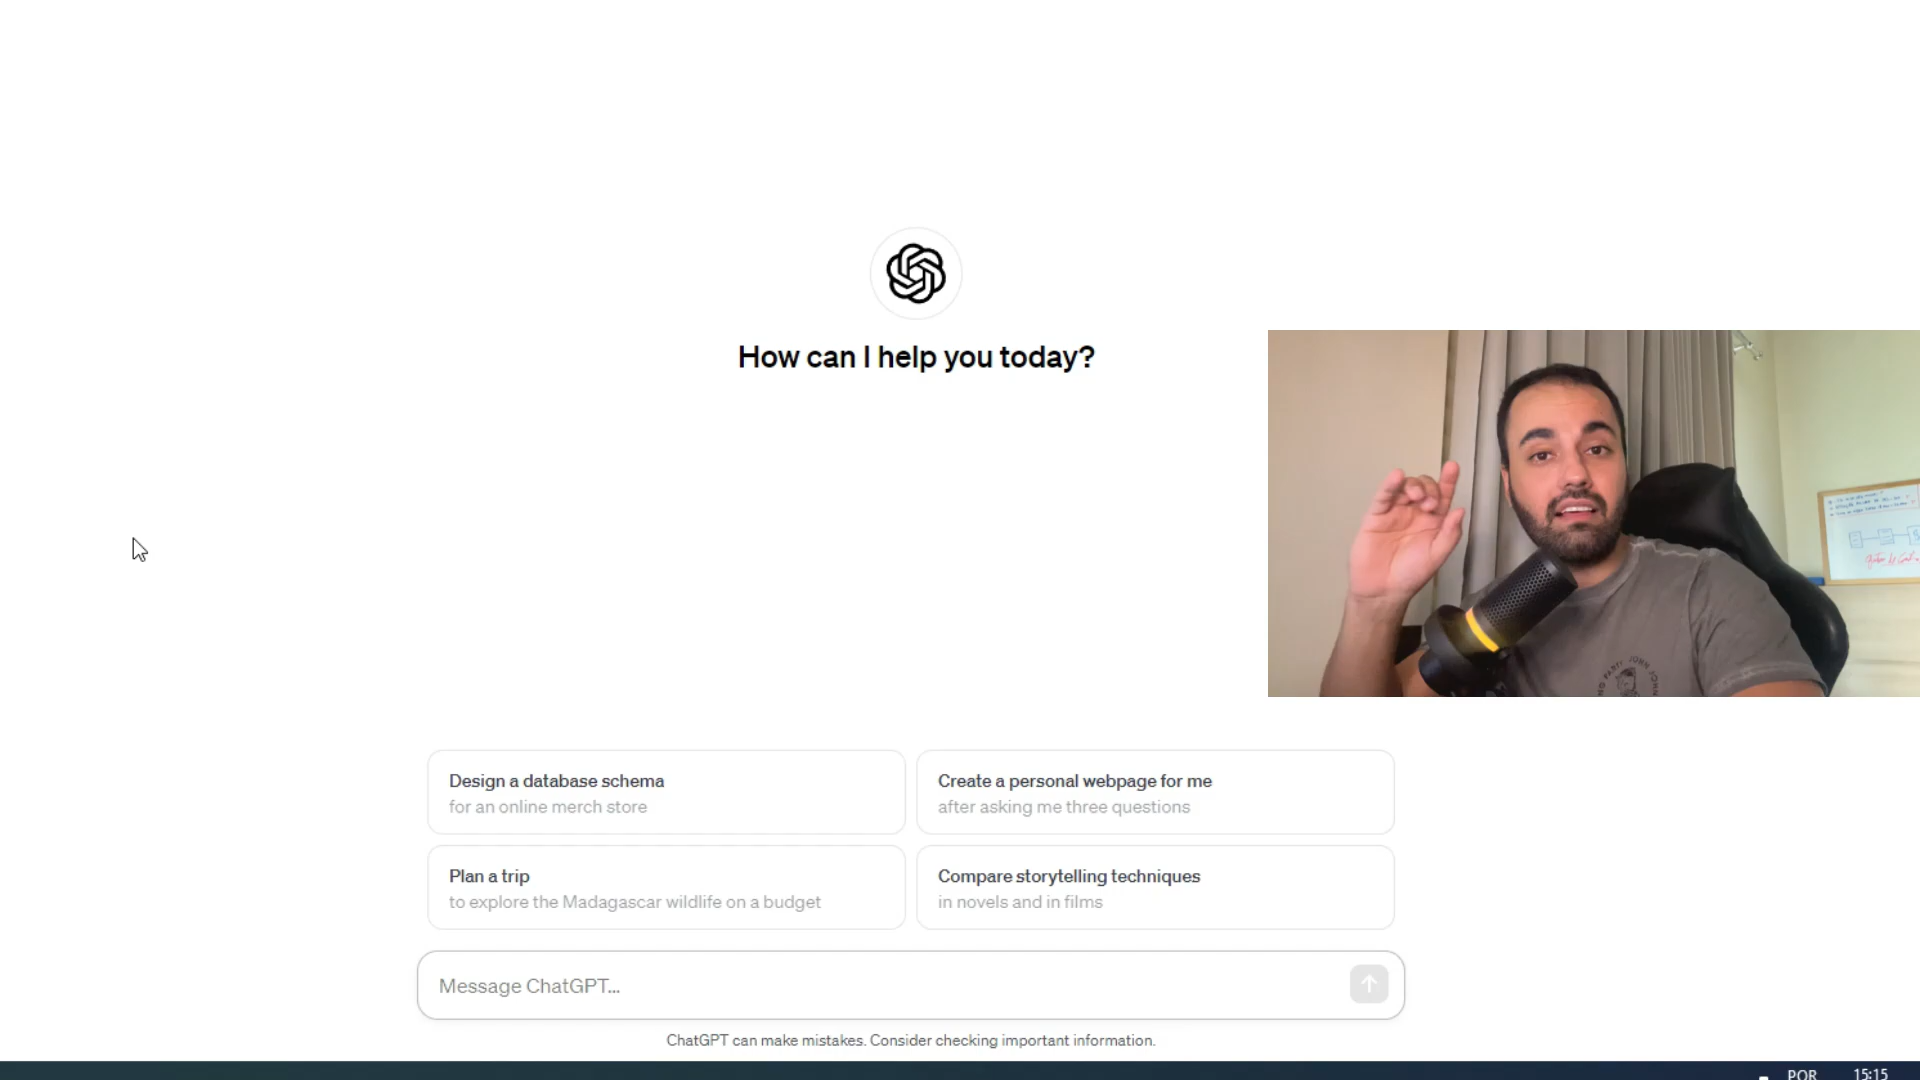 How can I help you today?
Design a database schema
for an online merch store
Create a personal webpage for me
after asking me three questions
Plan a trip
to explore the Madagascar wildlife on a budget
Compare storytelling techniques
in novels and in films
Message ChatGPT...
ChatGPT can make mistakes. Consider checking important information.
JOHN JOHN
POR
15:15